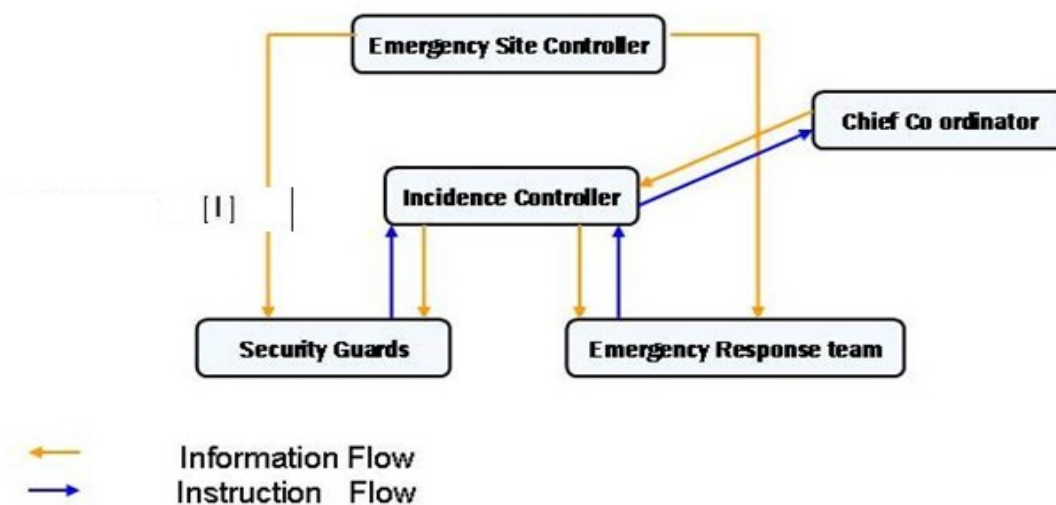 Emergency Site Controller
Chief Co ordinator
Incidence Controller
[I]
Security Guards
Emergency Response team
Information Flow
Instruction Flow